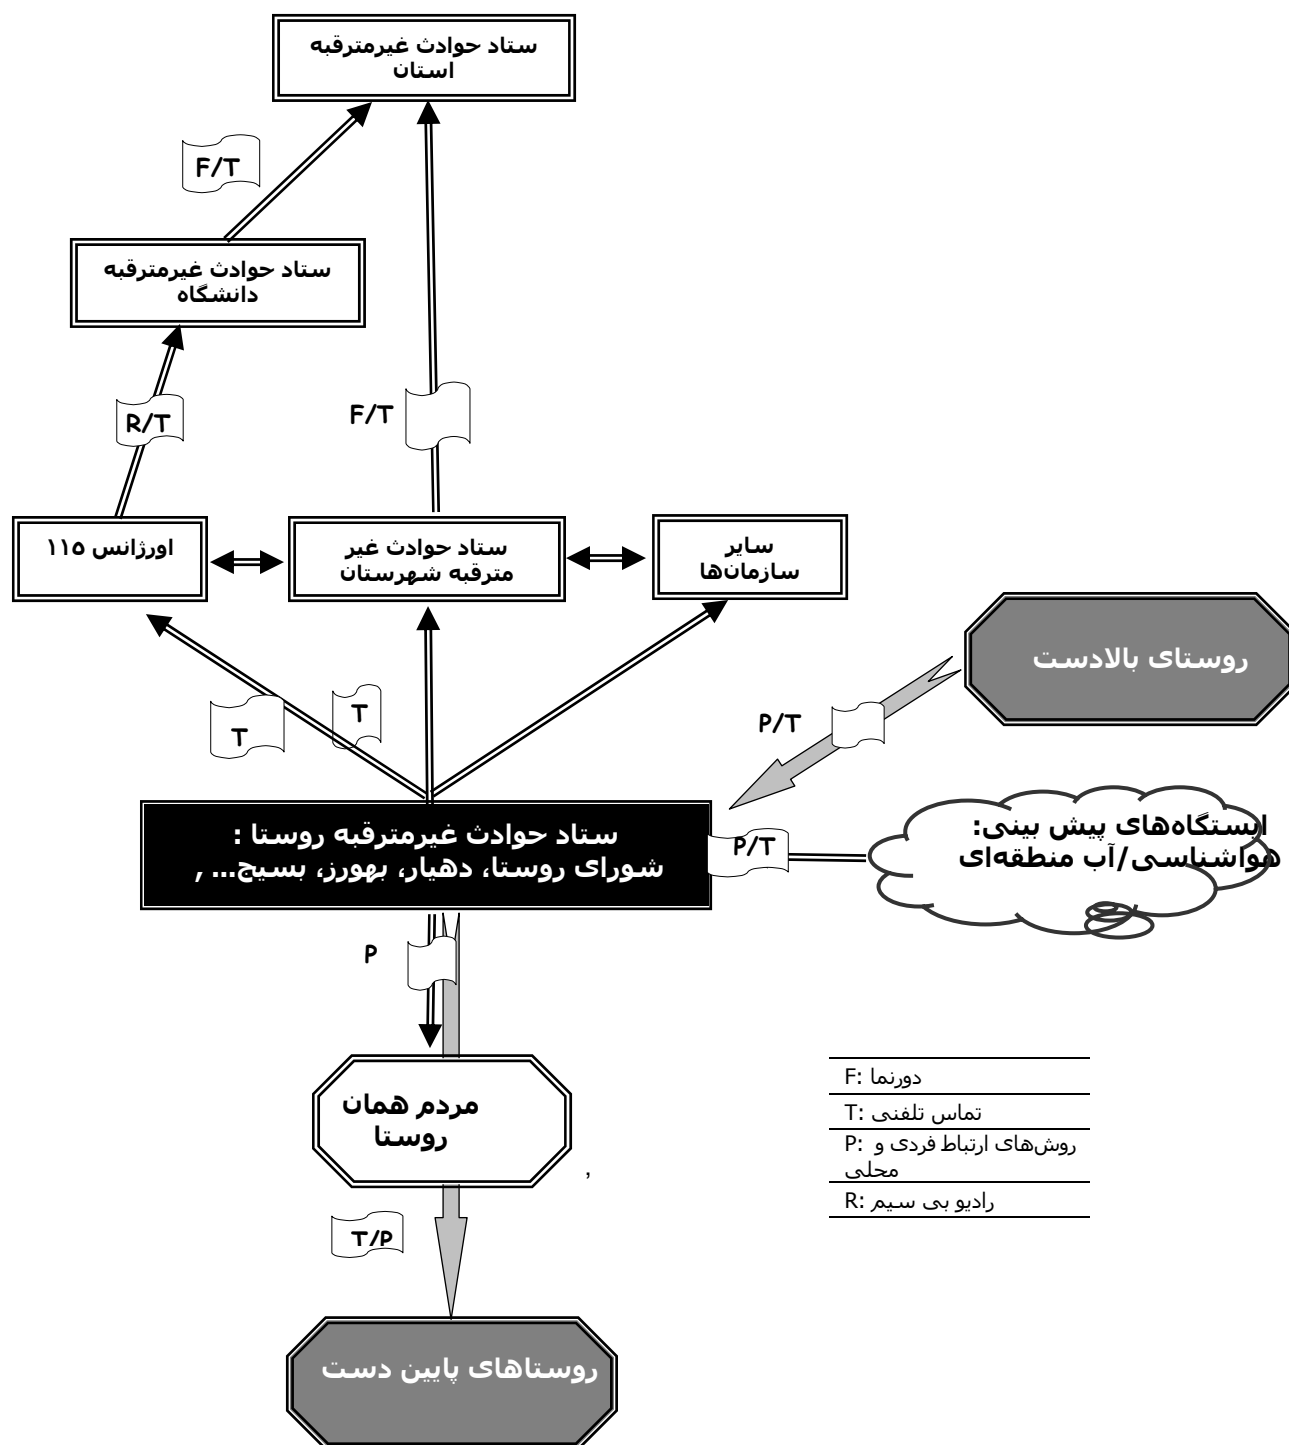 ستاد حوادث غیرمترقبه
استان
F/T
ستاد حوادث غیرمترقبه
دانشگاه
R/T
F/T
اورژانس ۱۱۵
ستاد حوادث غیر
مترقبه شهرستان
سایر
سازمان‌ها
روستای بالادست
T
T
P/T
ستاد حوادث غیرمترقبه روستا :
شورای روستا، دهیار، بهورز، بسیج... ,
P/T
ایستگاه‌های پیش بینی:
هواشناسی/آب منطقه‌ای
P
مردم همان
روستا
,
F: دورنما
T: تماس تلفنی
P: روش‌های ارتباط فردی و
محلی
R: رادیو بی سیم
T/P
روستاهای پایین دست